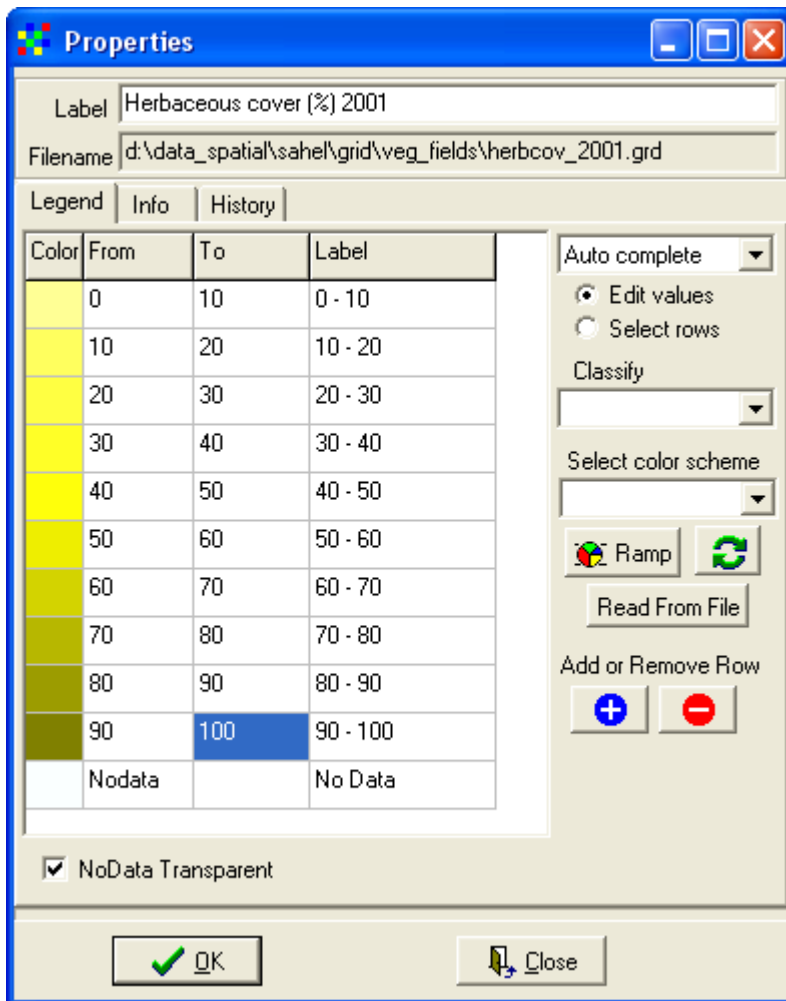 Properties
Label Herbaceous cover (%) 2001
Filename d:\data_spatial\sahel\grid\veg_fields\herbcov_2001.grd
Legend Info History
Color From To Label
0 10 0 - 10
10 20 10 - 20
20 30 20 - 30
30 40 30 - 40
40 50 40 - 50
50 60 50 - 60
60 70 60 - 70
70 80 70 - 80
80 90 80 - 90
90 100 90 - 100
Nodata No Data
Auto complete
Edit values
Select rows
Classify
Select color scheme
Ramp
Read From File
Add or Remove Row
NoData Transparent
OK Close